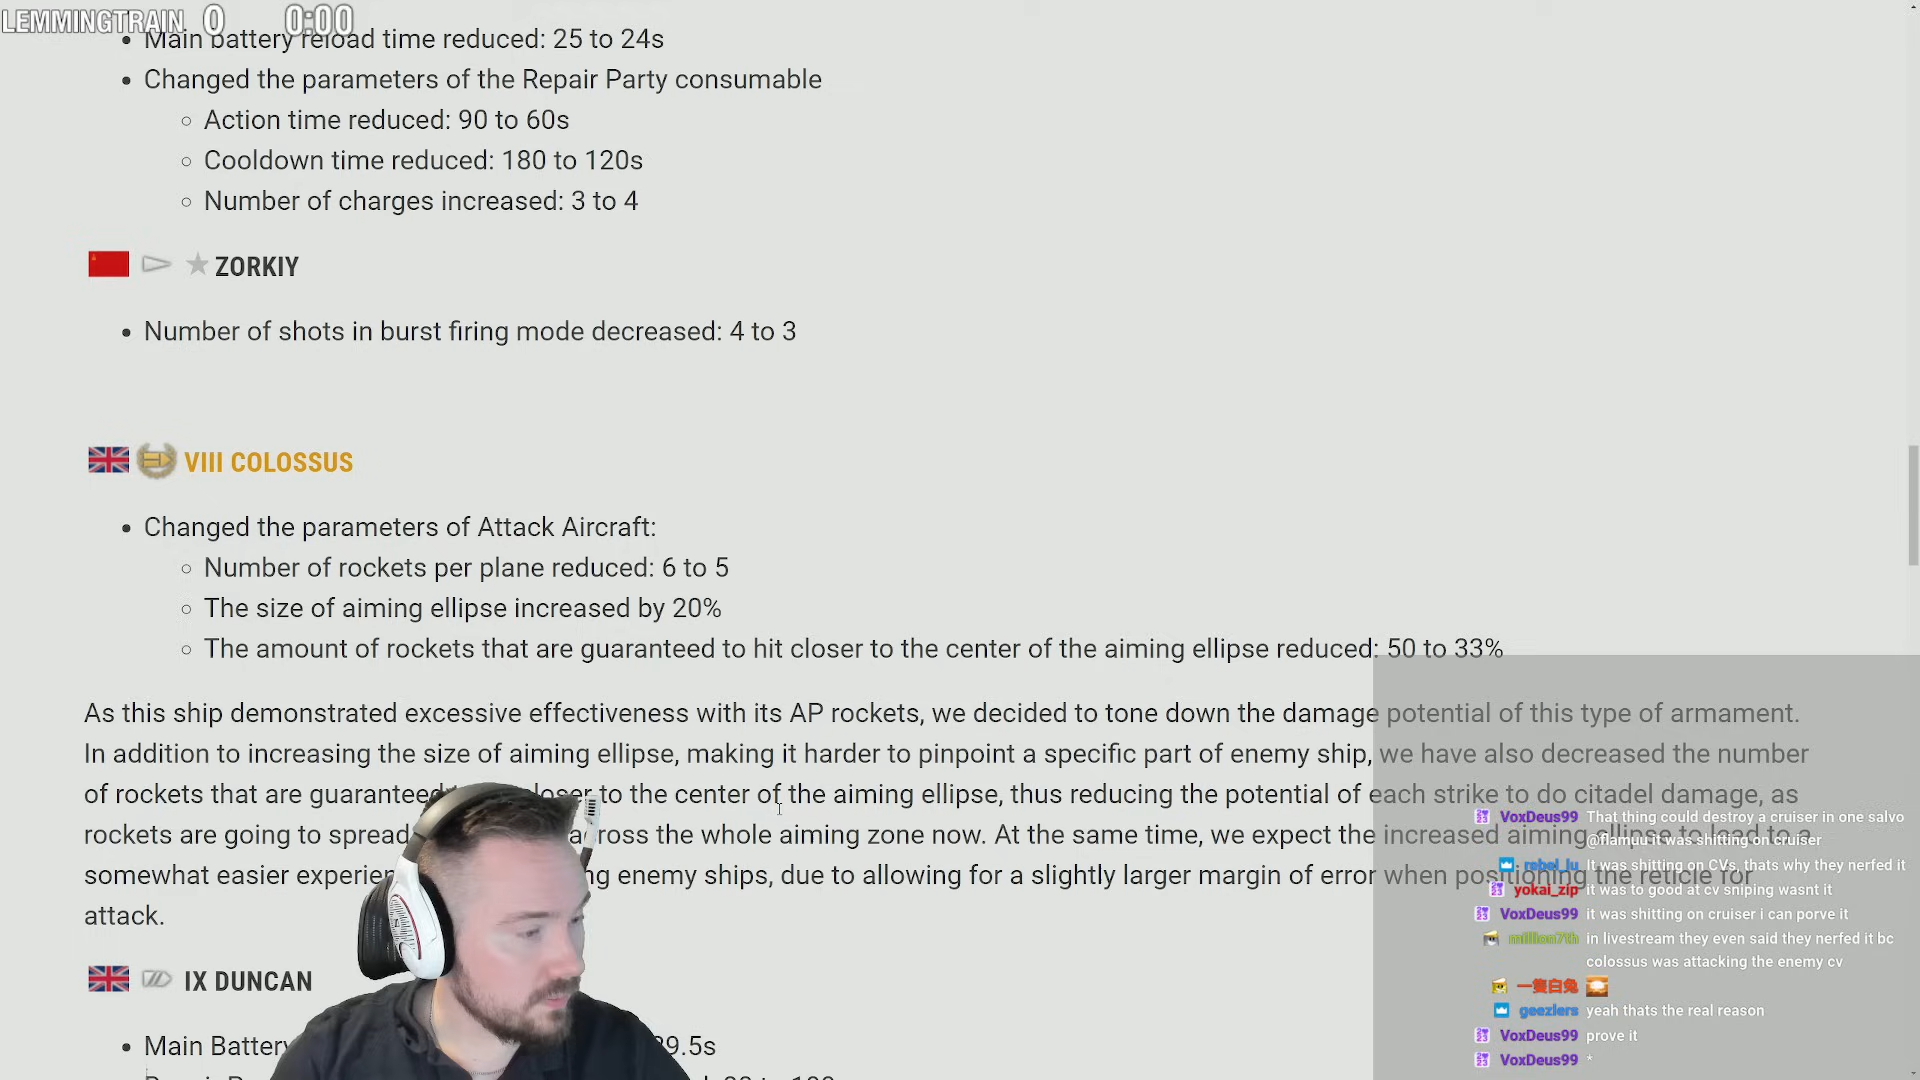 LEMMINGTRAIN 0 0:00
Main battery reload time reduced: 25 to 24s
Changed the parameters of the Repair Party consumable
Action time reduced: 90 to 60s
Cooldown time reduced: 180 to 120s
Number of charges increased: 3 to 4
ZORKIY
Number of shots in burst firing mode decreased: 4 to 3
VIII COLOSSUS
Changed the parameters of Attack Aircraft:
Number of rockets per plane reduced: 6 to 5
The size of aiming ellipse increased by 20%
The amount of rockets that are guaranteed to hit closer to the center of the aiming ellipse reduced: 50 to 33%
As this ship demonstrated excessive effectiveness with its AP rockets, we decided to tone down the damage potential of this type of armament.
In addition to increasing the size of aiming ellipse, making it harder to pinpoint a specific part of enemy ship, we have also decreased the number
of rockets that are guaranteed closer to the center of the aiming ellipse, thus reducing the potential of each strike to do citadel damage, as
rockets are going to spread across the whole aiming zone now. At the same time, we expect the increased aiming ellipse to lead to a
somewhat easier enemy ships, due to allowing for a slightly larger margin of error when positioning the reticle for
attack.
IX DUNCAN
Main Battery 9.5s
VoxDeus99 That thing could destroy a cruiser in one salvo
@flamuu it was shitting on cruiser
rebel_lu It was shitting on CVs, thats why they nerfed it
yokai_zip it was to good at cv sniping wasnt it
VoxDeus99 it was shitting on cruiser i can porve it
million7th in livestream they even said they nerfed it bc
colossus was attacking the enemy cv
一隻白兔
geezlers yeah thats the real reason
VoxDeus99 prove it
VoxDeus99 *